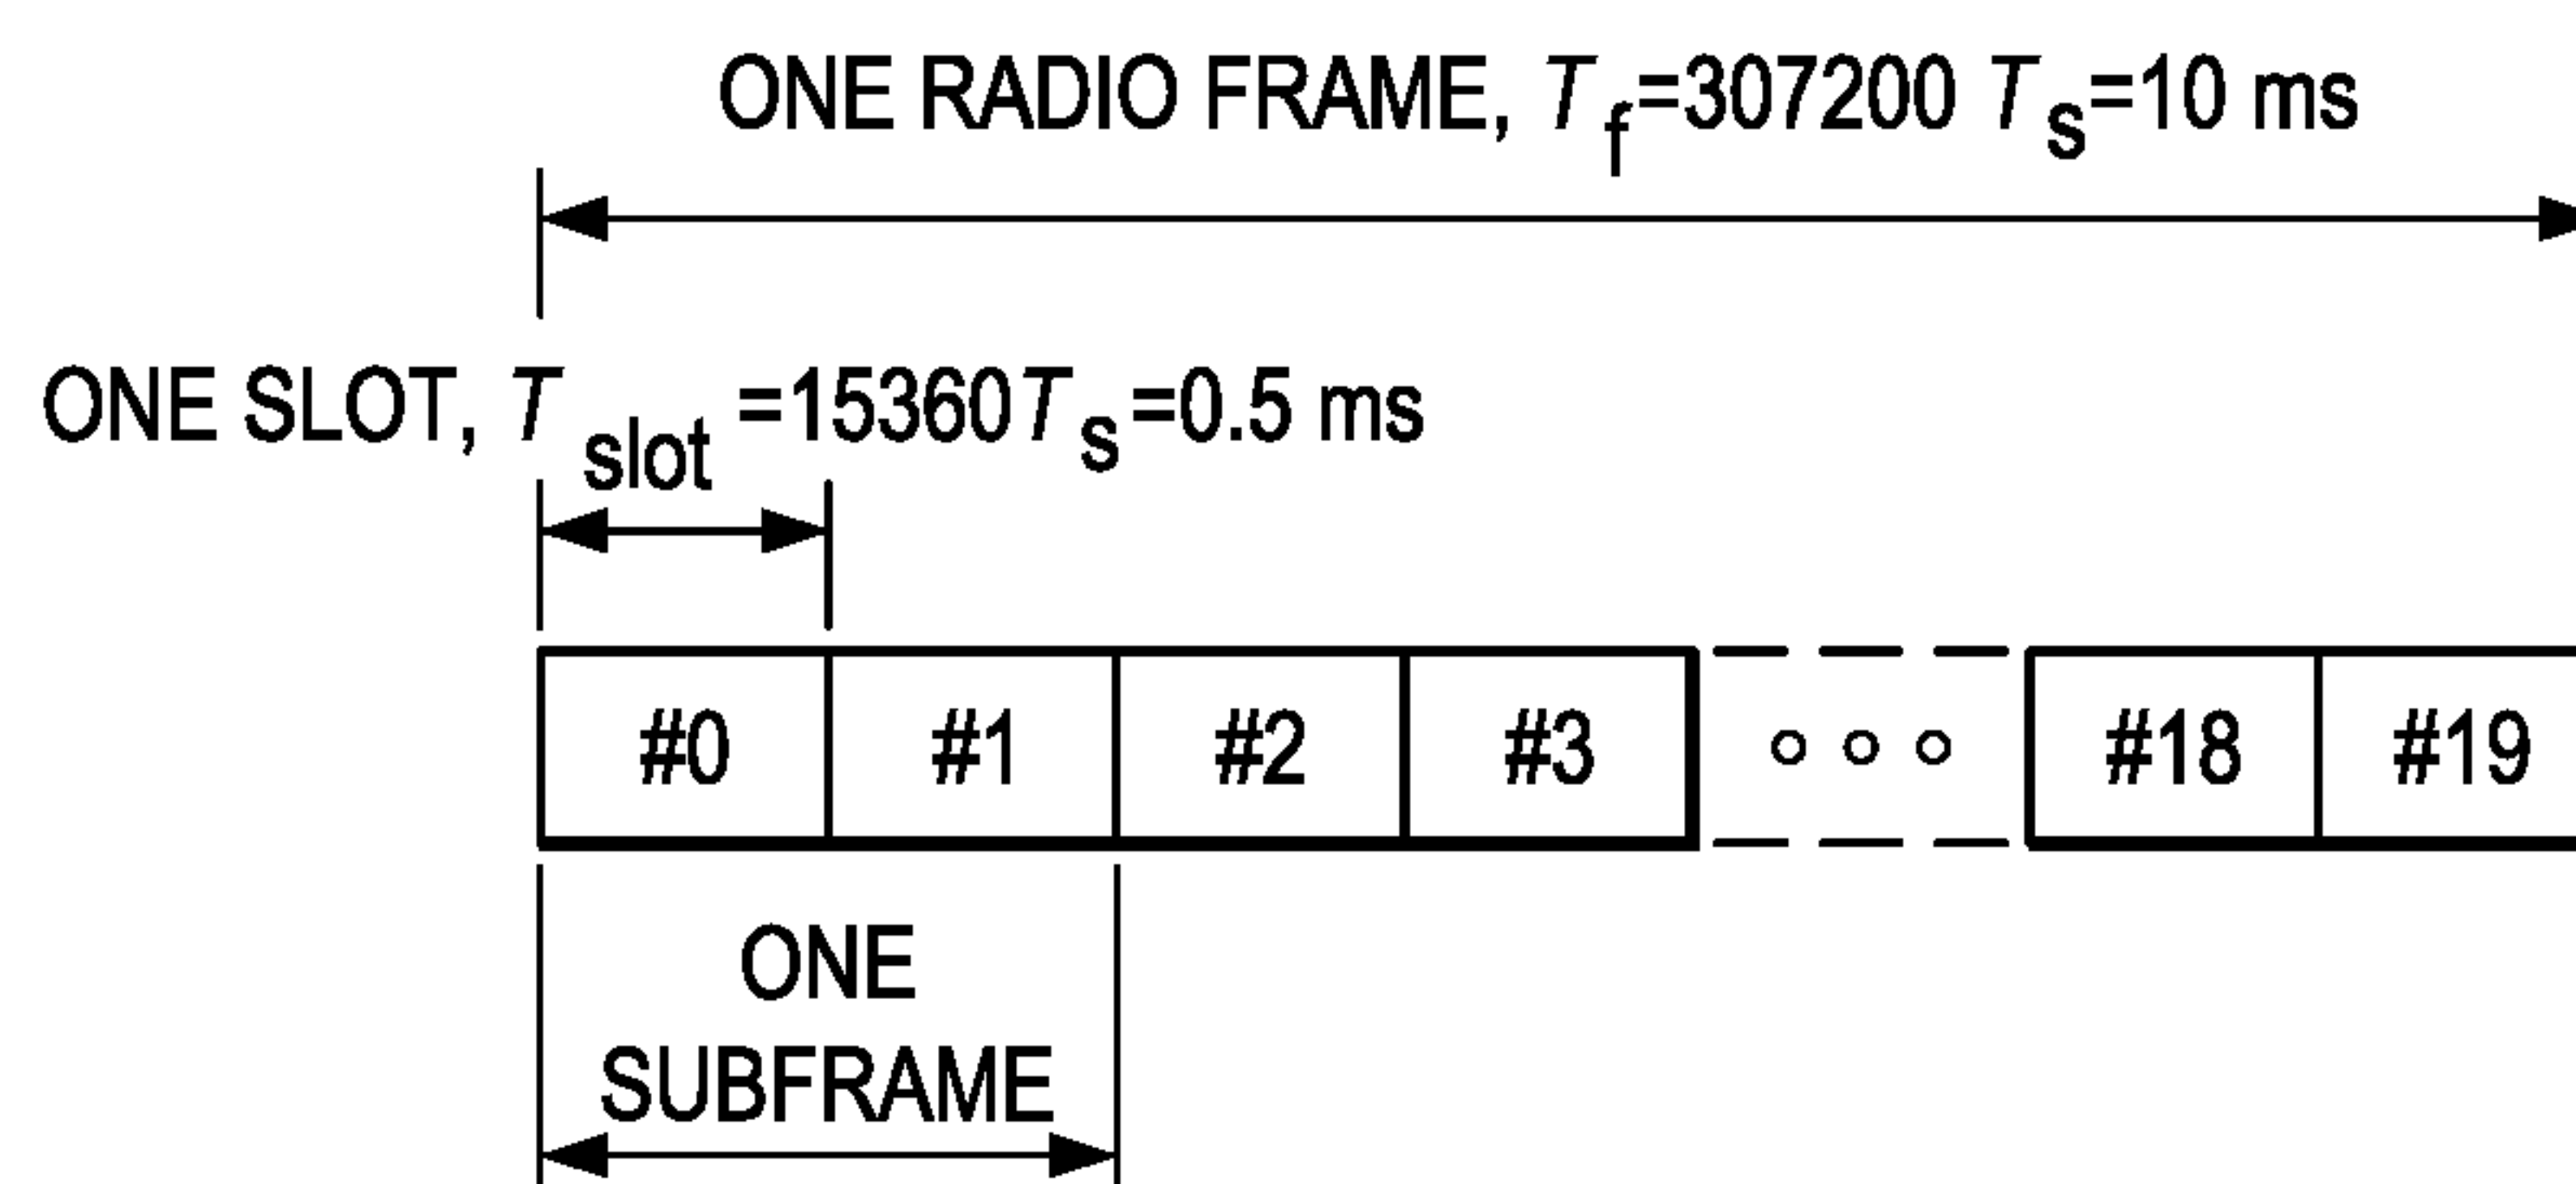 ONE RADIO FRAME, Tf=307200 Ts=10 ms
ONE SLOT, Tslot =15360Ts=0.5 ms
#0 #1 #2 #3 #18 #19
ONE
SUBFRAME